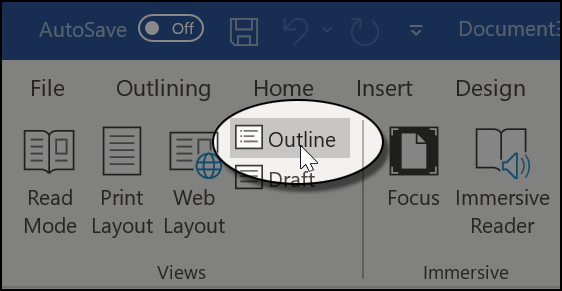 AutoSave Off Document3
File Outlining Home Insert Design
Outline
Draft
Read Mode
Print Layout
Web Layout
Focus
Immersive Reader
Views Immersive